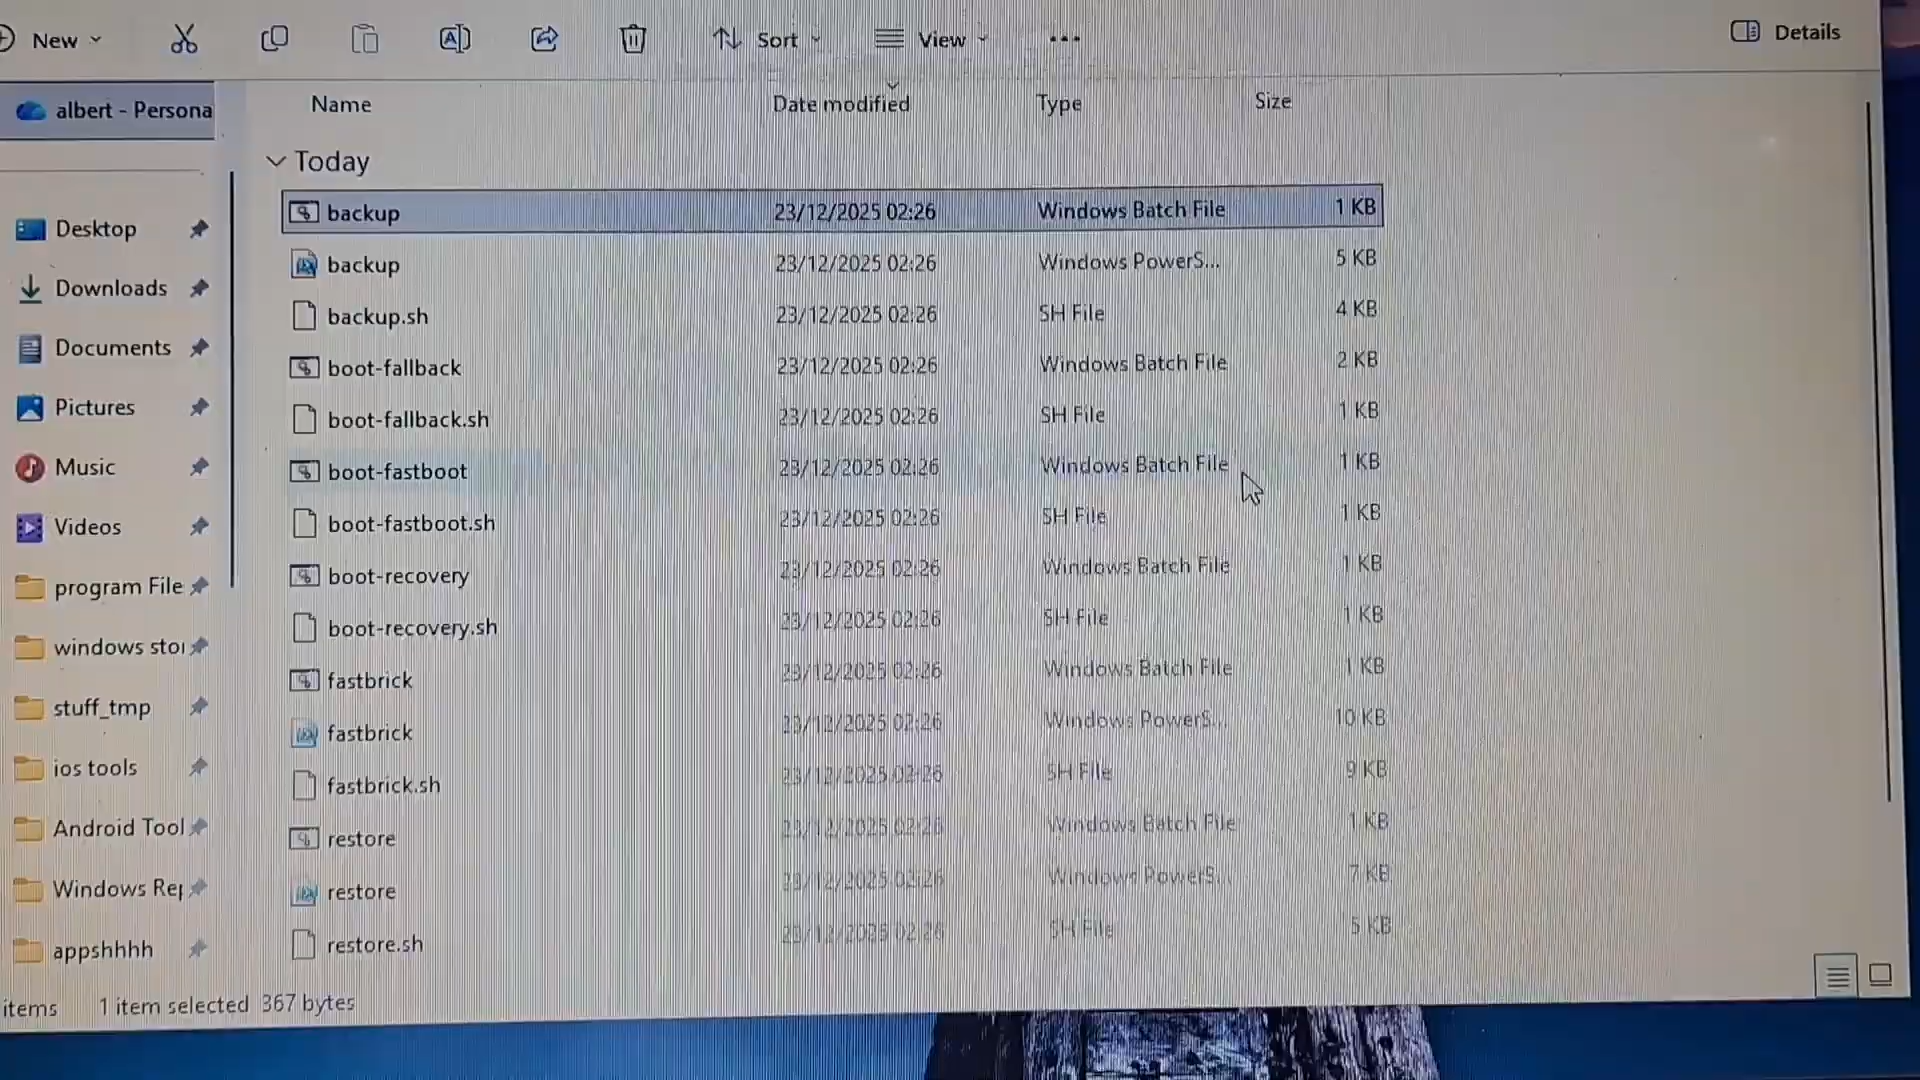 New
Sort
View
Details
albert - Persona
Name Date modified Type Size
Today
backup 23/12/2025 02:26 Windows Batch File 1 KB
backup 23/12/2025 02:26 Windows PowerS... 5 KB
backup.sh 23/12/2025 02:26 SH File 4 KB
boot-fallback 23/12/2025 02:26 Windows Batch File 2 KB
boot-fallback.sh 23/12/2025 02:26 SH File 1 KB
boot-fastboot 23/12/2025 02:26 Windows Batch File 1 KB
boot-fastboot.sh 23/12/2025 02:26 SH File 1 KB
boot-recovery 23/12/2025 02:26 Windows Batch File 1 KB
boot-recovery.sh 23/12/2025 02:26 SH File 1 KB
fastbrick 23/12/2025 02:26 Windows Batch File 1 KB
fastbrick 23/12/2025 02:26 Windows PowerS... 10 KB
fastbrick.sh 23/12/2025 02:26 SH File 9 KB
restore 23/12/2025 02:26 Windows Batch File 1 KB
restore 23/12/2025 02:26 Windows PowerS... 7 KB
restore.sh 23/12/2025 02:26 SH File 5 KB
Desktop
Downloads
Documents
Pictures
Music
Videos
program File
windows stor
stuff_tmp
ios tools
Android Tool
Windows Rep
appshhhh
items 1 item selected 367 bytes